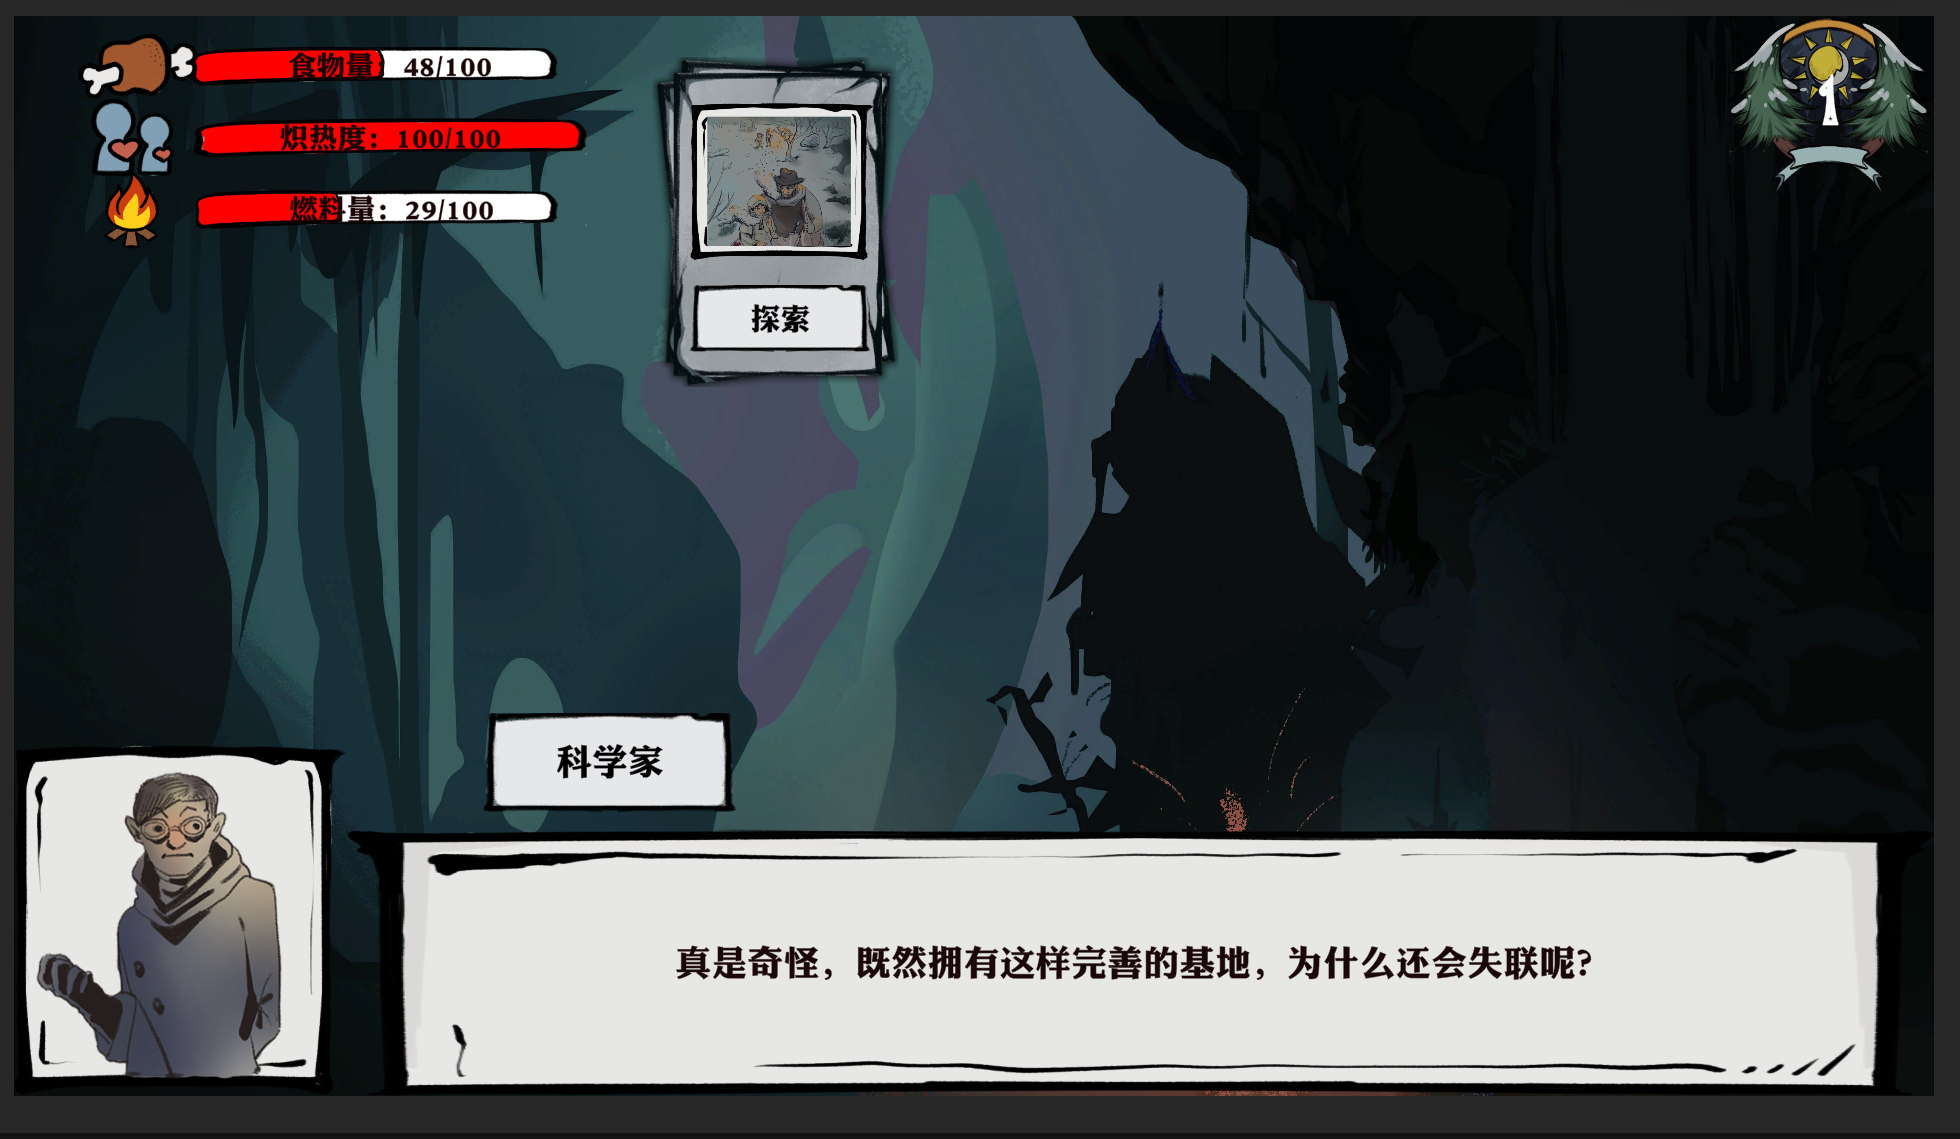 食物量 48/100
炽热度：100/100
燃料量：29/100
1
探索
科学家
真是奇怪，既然拥有这样完善的基地，为什么还会失联呢?